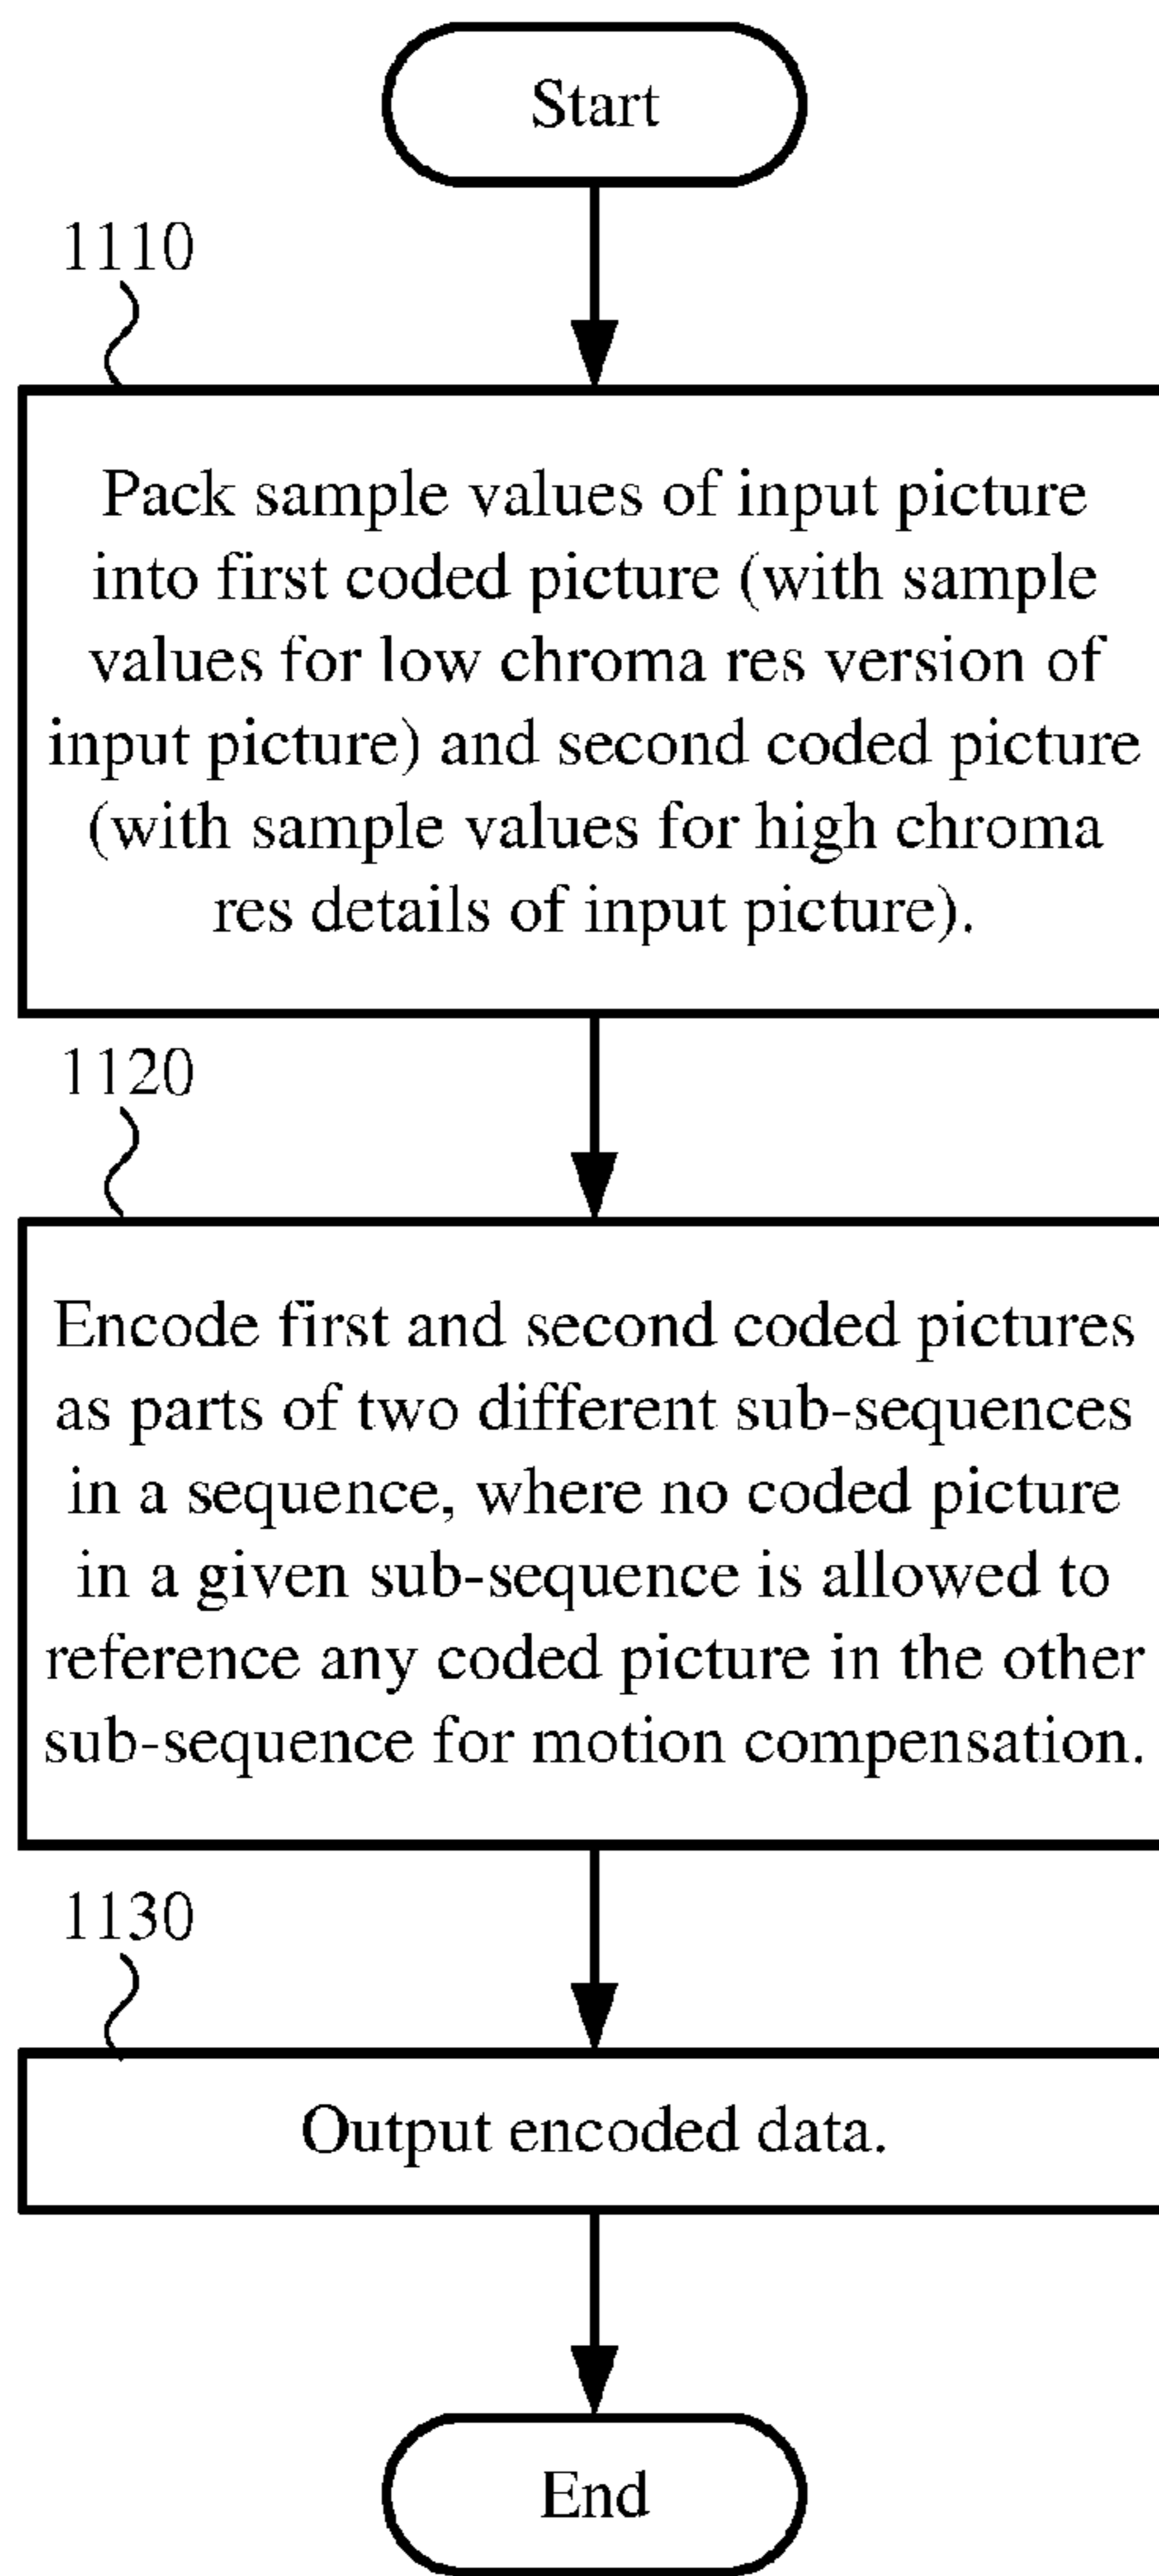 Start
1110
Pack sample values of input picture
into first coded picture (with sample
values for low chroma res version of
input picture) and second coded picture
(with sample values for high chroma
res details of input picture).
1120
Encode first and second coded pictures
as parts of two different sub-sequences
in a sequence, where no coded picture
in a given sub-sequence is allowed to
reference any coded picture in the other
sub-sequence for motion compensation.
1130
Output encoded data.
End